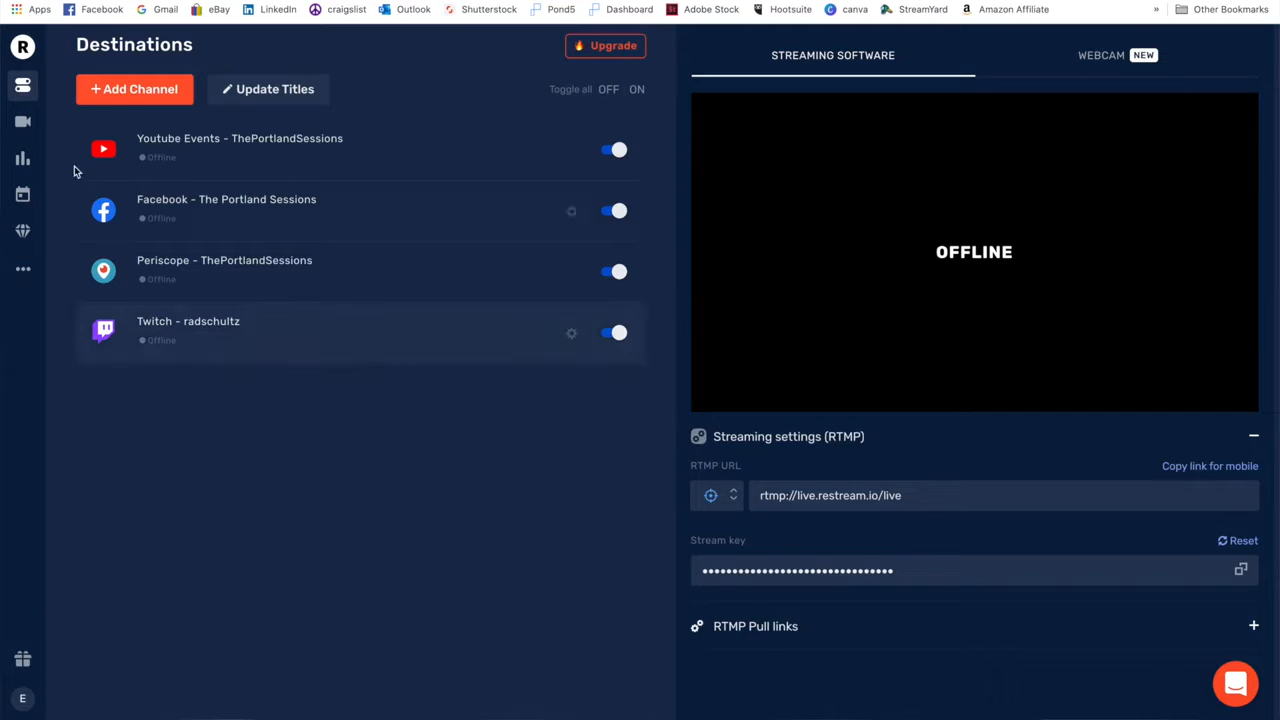 Apps Facebook Gmail eBay LinkedIn craigslist Outlook Shutterstock Pond5 Dashboard St Adobe Stock Hootsuite canva StreamYard a Amazon Affiliate » Other Bookmarks
R
Destinations
Upgrade
+ Add Channel
Update Titles
Toggle all OFF ON
Youtube Events - ThePortlandSessions
Offline
Facebook - The Portland Sessions
Offline
Periscope - ThePortlandSessions
Offline
Twitch - radschultz
Offline
E
STREAMING SOFTWARE
WEBCAM NEW
OFFLINE
Streaming settings (RTMP)
RTMP URL
Copy link for mobile
rtmp://live.restream.io/live
Stream key
Reset
••••••••••••••••••••••••••••••••
RTMP Pull links